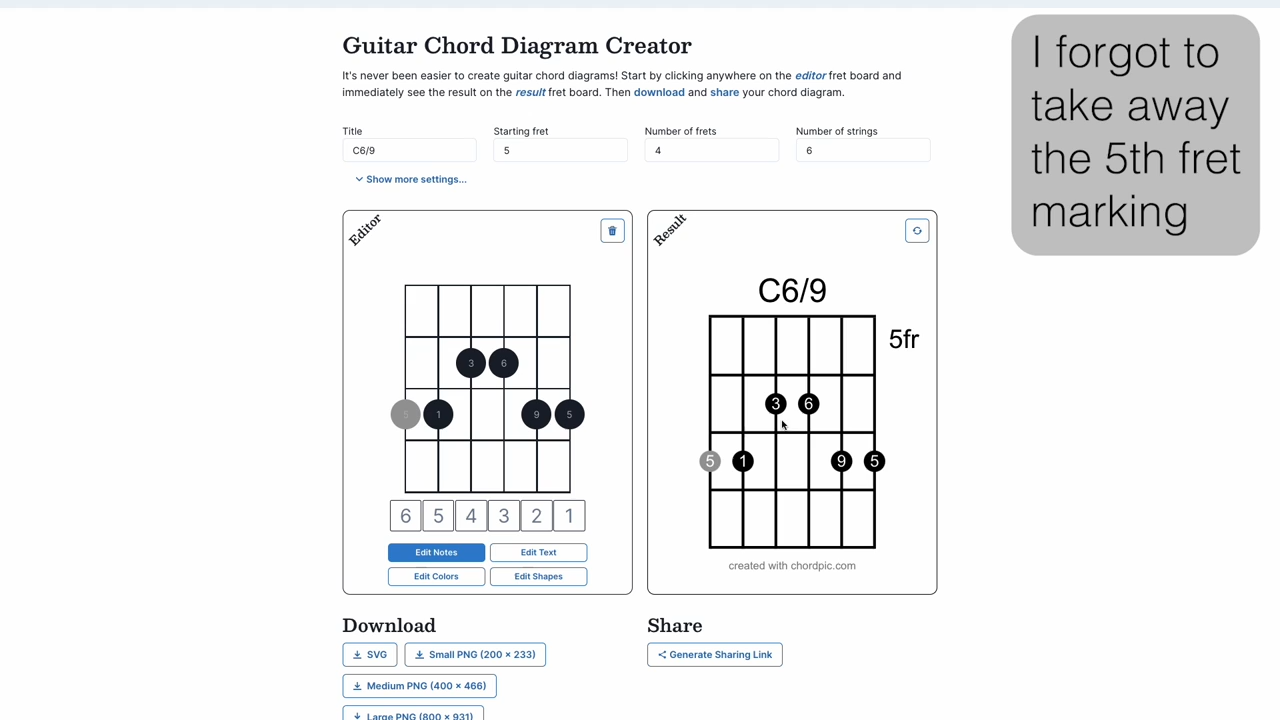 Guitar Chord Diagram Creator
It's never been easier to create guitar chord diagrams! Start by clicking anywhere on the editor fret board and
immediately see the result on the result fret board. Then download and share your chord diagram.
Title
Starting fret
Number of frets
Number of strings
C6/9
5
4
6
Show more settings...
Editor
3 6
5 1 9 5
6 5 4 3 2 1
Edit Notes
Edit Text
Edit Colors
Edit Shapes
Result
C6/9
5fr
3 6
5 1 9 5
created with chordpic.com
Download
SVG
Small PNG (200 × 233)
Medium PNG (400 × 466)
Large PNG (800 × 931)
Share
Generate Sharing Link
I forgot to
take away
the 5th fret
marking